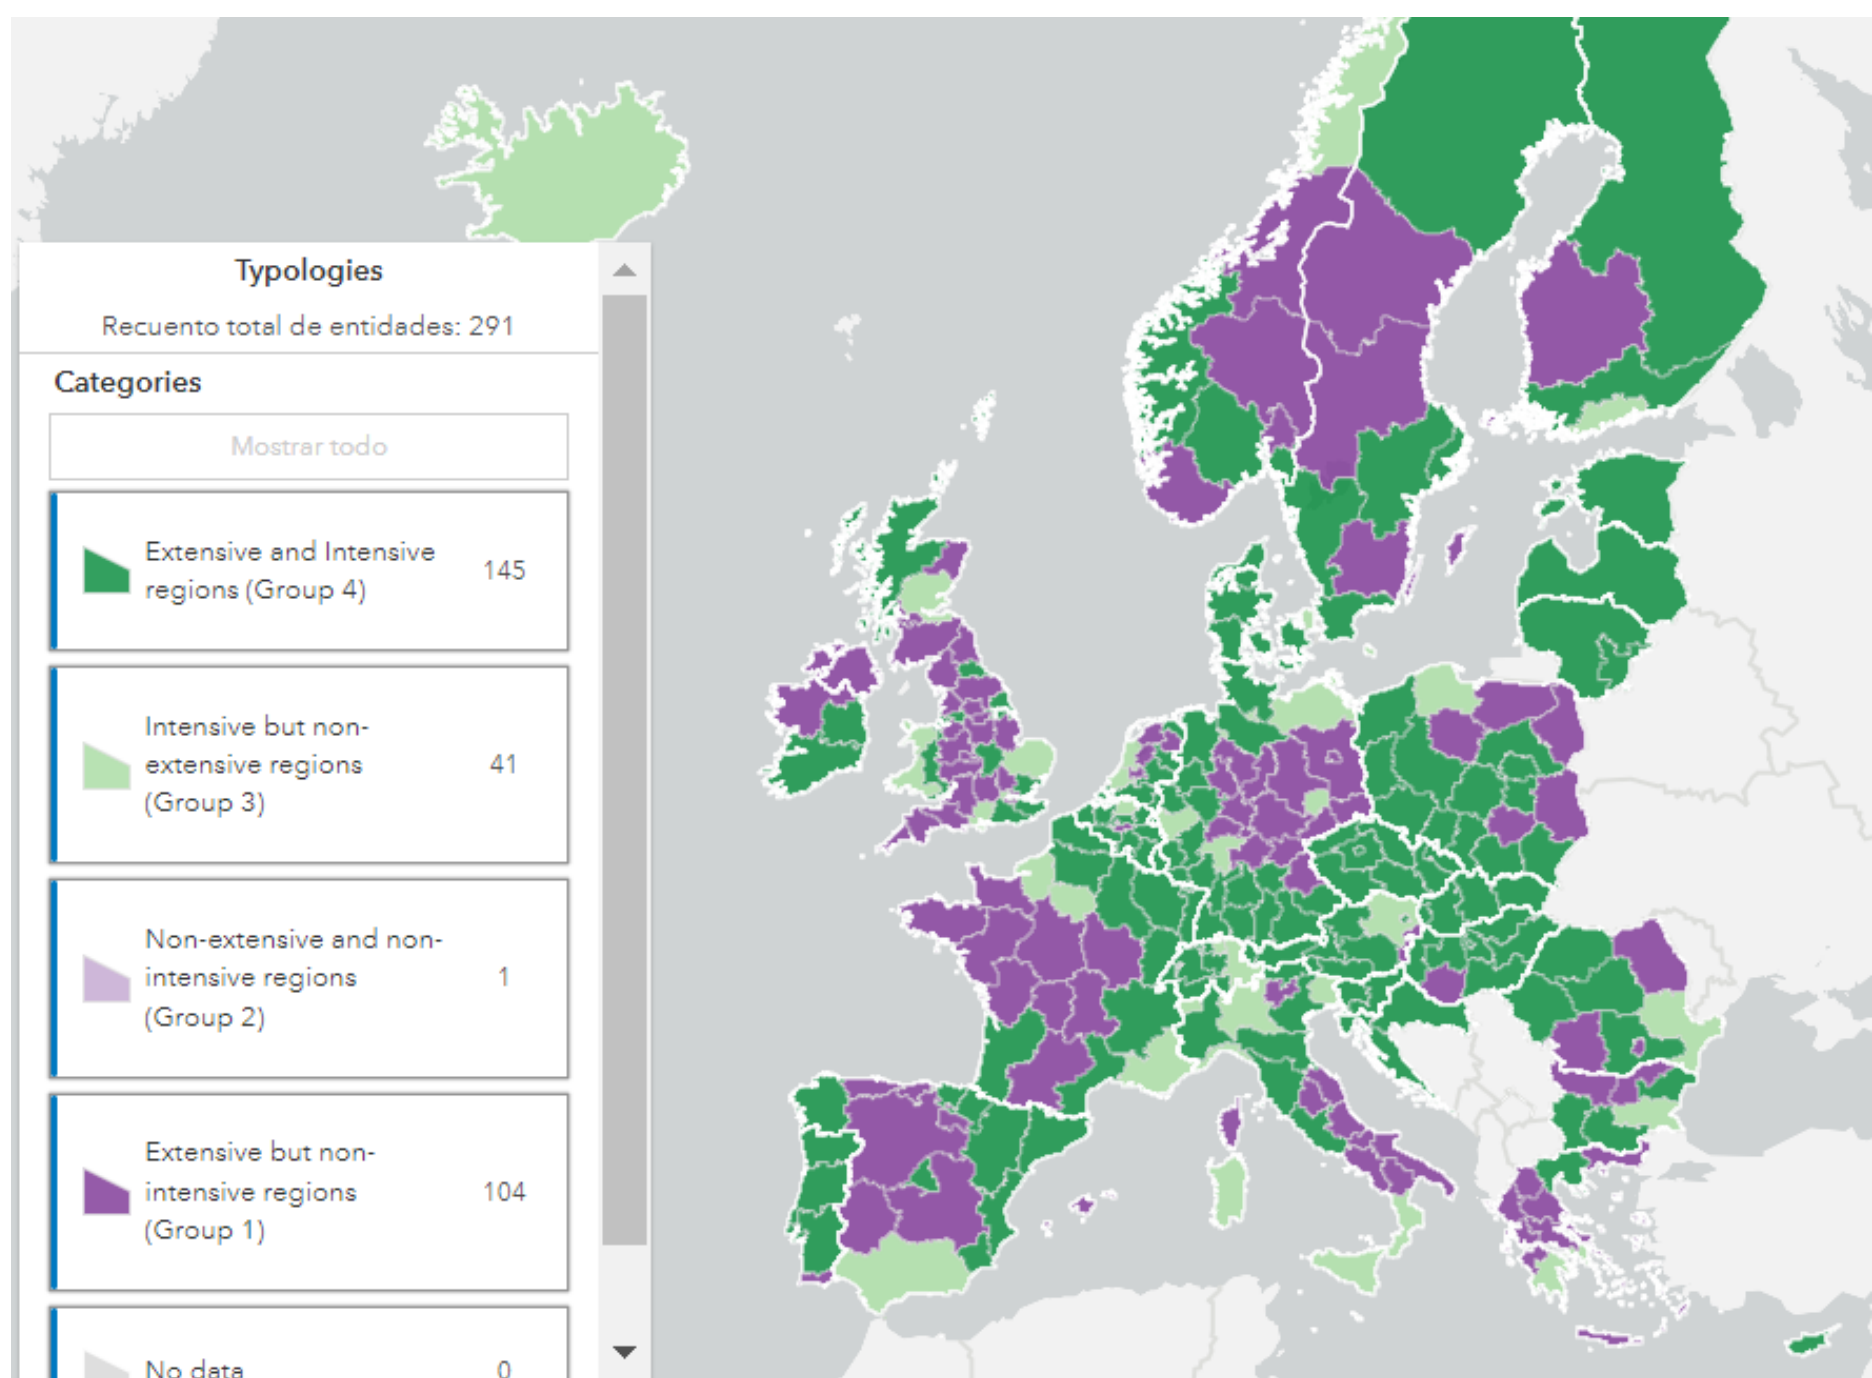 Typologies
Recuento total de entidades: 291
Categories
Mostrar todo
Extensive and Intensive
regions (Group 4)
145
Intensive but non-
extensive regions
(Group 3)
41
Non-extensive and non-
intensive regions
(Group 2)
1
Extensive but non-
intensive regions
(Group 1)
104
No data
0